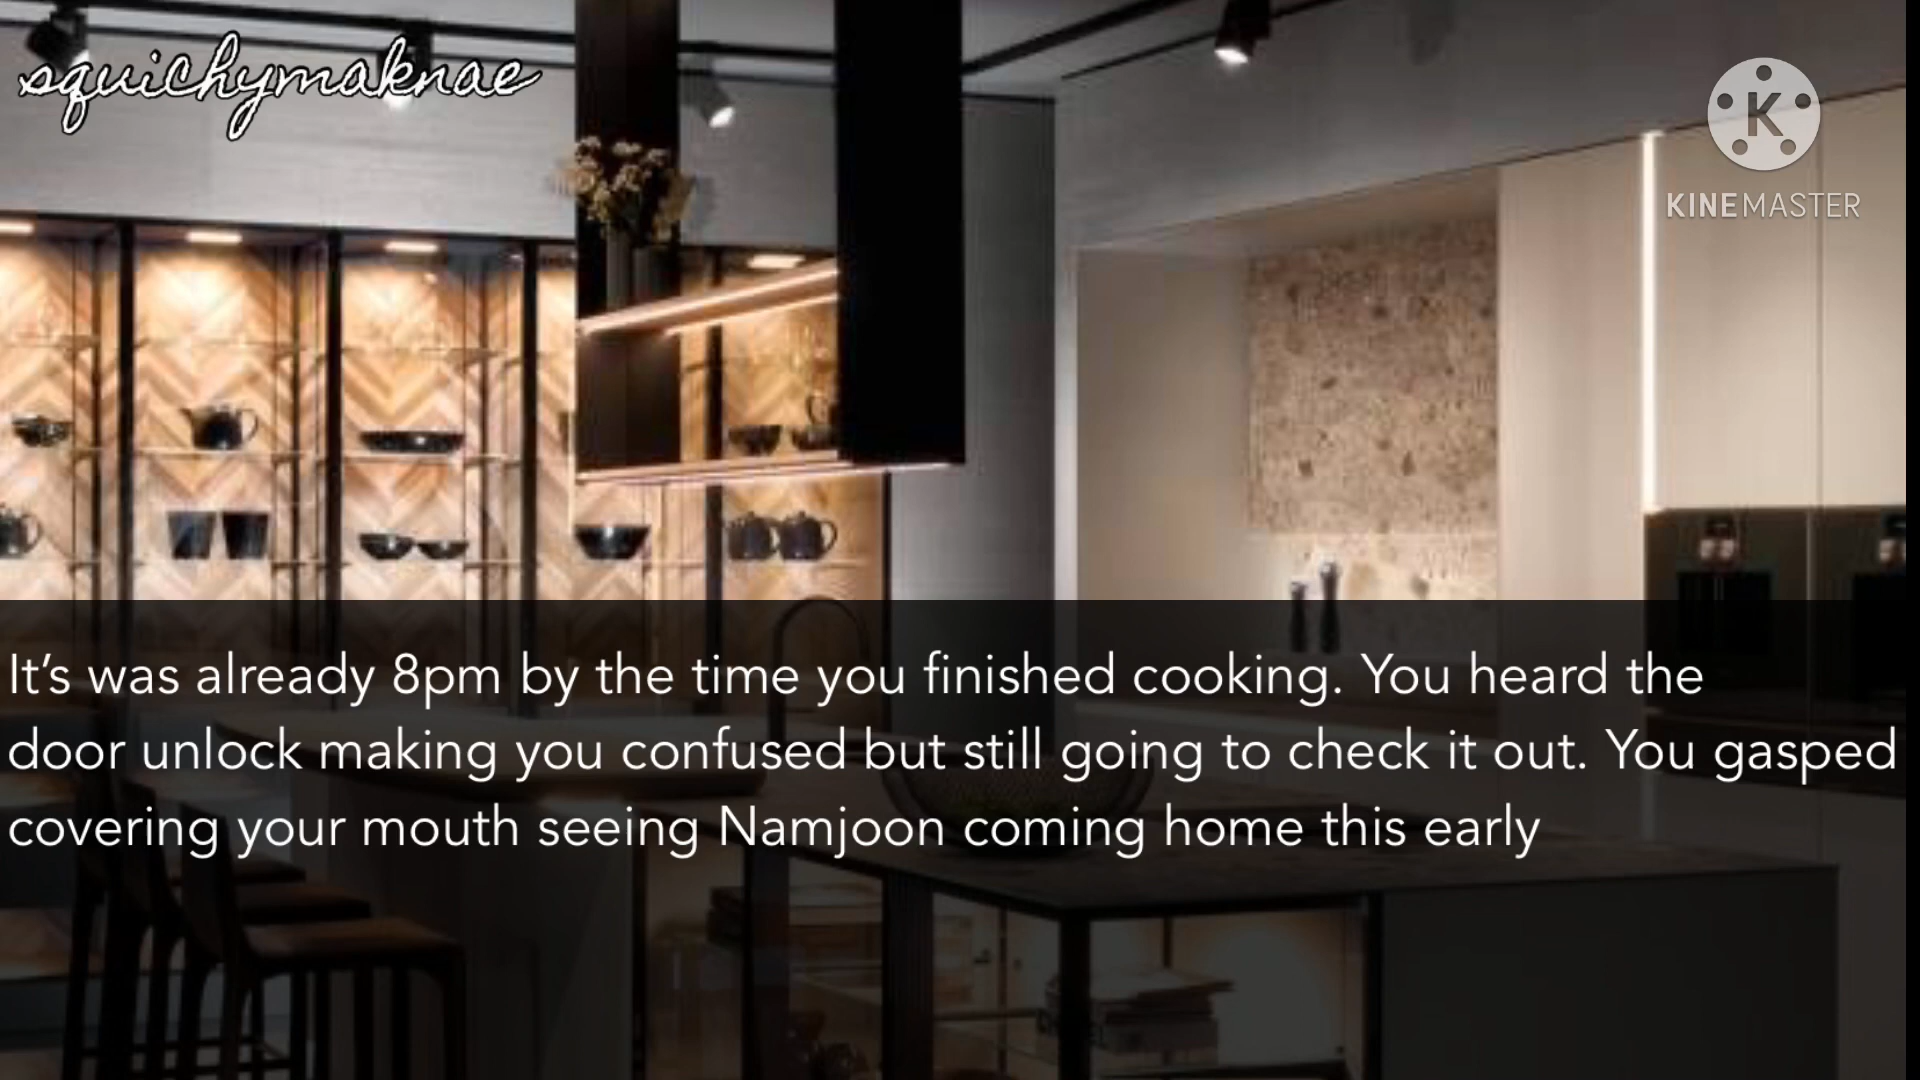 squichymaknae
K
KINEMASTER
It's was already 8pm by the time you finished cooking. You heard the
door unlock making you confused but still going to check it out. You gasped
covering your mouth seeing Namjoon coming home this early